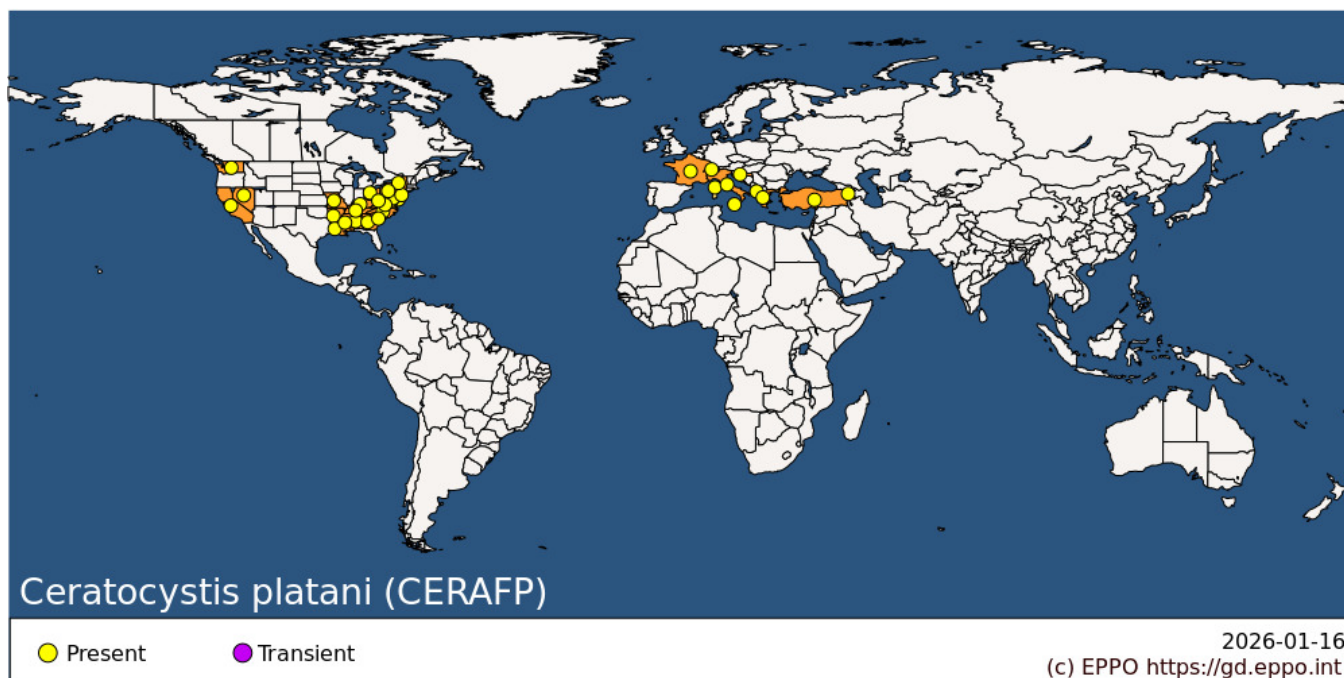 Ceratocystis platani (CERAFP)
Present
Transient
2026-01-16
(c) EPPO https://gd.eppo.int